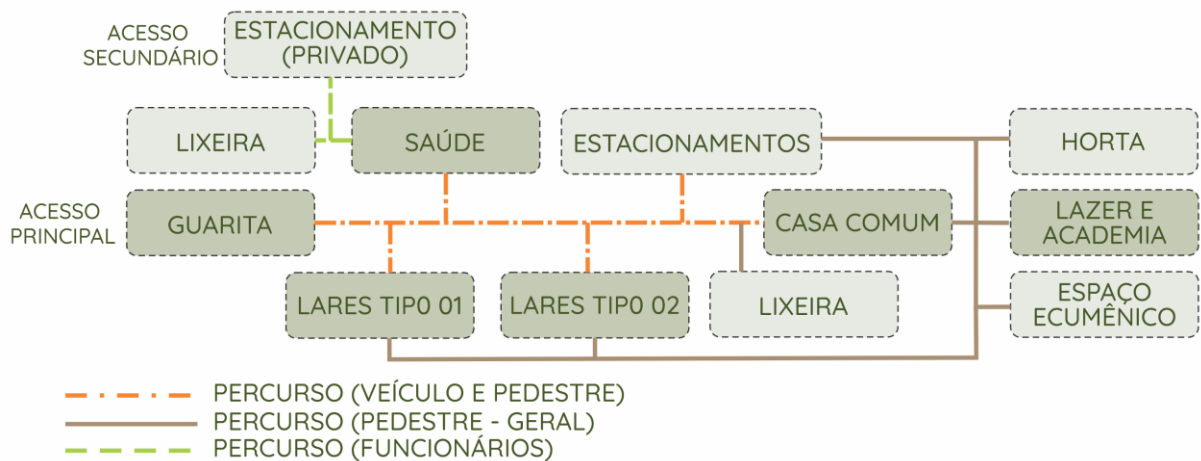 ACESSO
SECUNDÁRIO
ESTACIONAMENTO
(PRIVADO)
LIXEIRA
SAÚDE
ESTACIONAMENTOS
HORTA
ACESSO
PRINCIPAL
GUARITA
CASA COMUM
LAZER E
ACADEMIA
LARES TIP0 01
LARES TIP0 02
LIXEIRA
ESPAÇO
ECUMÊNICO
PERCURSO (VEÍCULO E PEDESTRE)
PERCURSO (PEDESTRE - GERAL)
PERCURSO (FUNCIONÁRIOS)